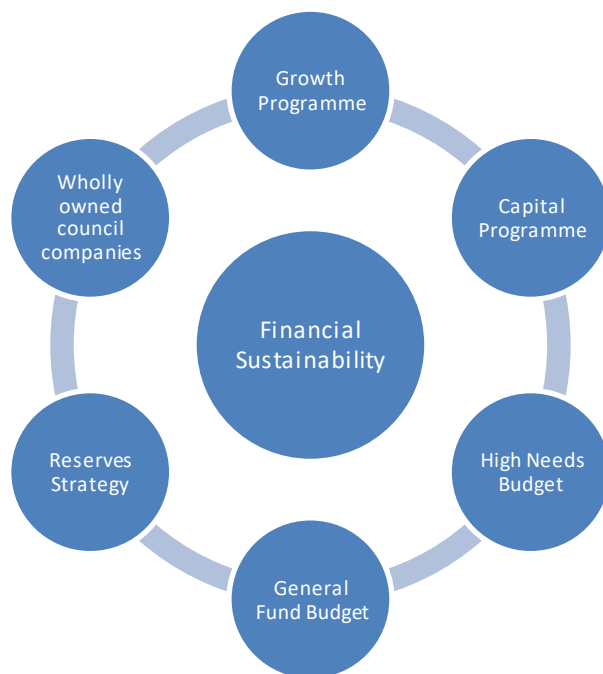 Growth
Programme
Capital
Programme
High Needs
Budget
General
Fund Budget
Reserves
Strategy
Wholly
owned
council
companies
Financial
Sustainability